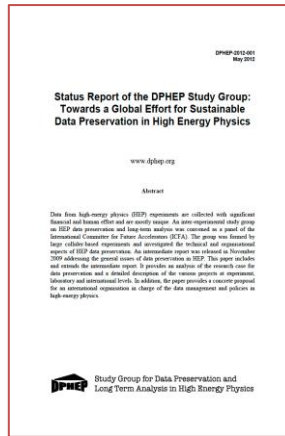 DPHEP-2012-001
May 2012
Status Report of the DPHEP Study Group:
Towards a Global Effort for Sustainable
Data Preservation in High Energy Physics
www.dphep.org
Abstract
Data from high-energy physics (HEP) experiments are collected with significant
financial and human effort and are mostly unique. An inter-experimental study group
on HEP data preservation and long-term analysis was convened as a panel of the
International Committee for Future Accelerators (ICFA). The group was formed by
large collider-based experiments and investigated the technical and organisational
aspects of HEP data preservation. An intermediate report was released in November
2009 addressing the general issues of data preservation in HEP. This paper includes
and extends the intermediate report. It provides an analysis of the research case for
data preservation and a detailed description of the various projects at experiment,
laboratory and international levels. In addition, the paper provides a concrete proposal
for an international organisation in charge of the data management and policies in
high-energy physics.
DPHEP
Study Group for Data Preservation and
Long Term Analysis in High Energy Physics